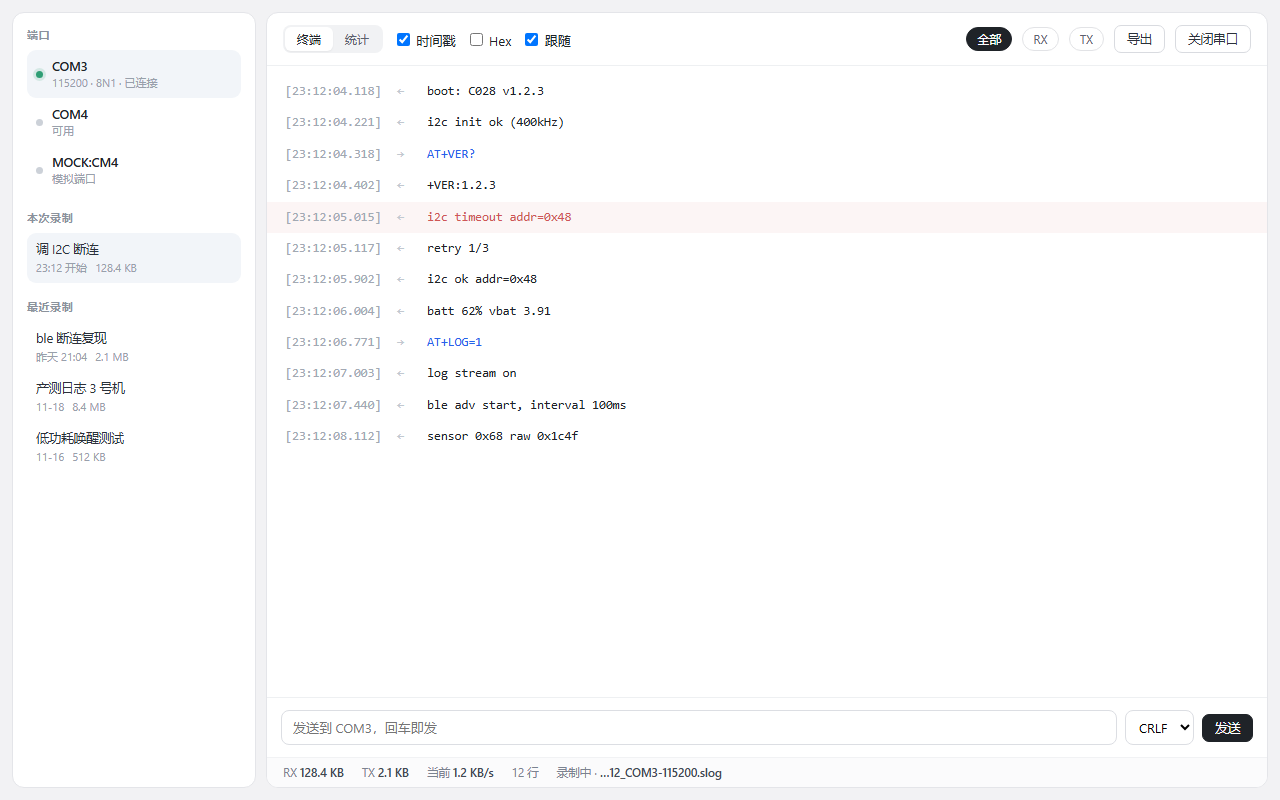 端口
COM3
115200 · 8N1 · 已连接
COM4
可用
MOCK:CM4
模拟端口
本次录制
调 I2C 断连
23:12 开始 128.4 KB
最近录制
ble 断连复现
昨天 21:04 2.1 MB
产测日志 3 号机
11-18 8.4 MB
低功耗唤醒测试
11-16 512 KB
终端 统计 时间戳 Hex 跟随 全部 RX TX 导出 关闭串口
[23:12:04.118] ← boot: C028 v1.2.3
[23:12:04.221] ← i2c init ok (400kHz)
[23:12:04.318] → AT+VER?
[23:12:04.402] ← +VER:1.2.3
[23:12:05.015] ← i2c timeout addr=0x48
[23:12:05.117] ← retry 1/3
[23:12:05.902] ← i2c ok addr=0x48
[23:12:06.004] ← batt 62% vbat 3.91
[23:12:06.771] → AT+LOG=1
[23:12:07.003] ← log stream on
[23:12:07.440] ← ble adv start, interval 100ms
[23:12:08.112] ← sensor 0x68 raw 0x1c4f
发送到 COM3，回车即发 CRLF 发送
RX 128.4 KB TX 2.1 KB 当前 1.2 KB/s 12 行 录制中 · …12_COM3-115200.slog